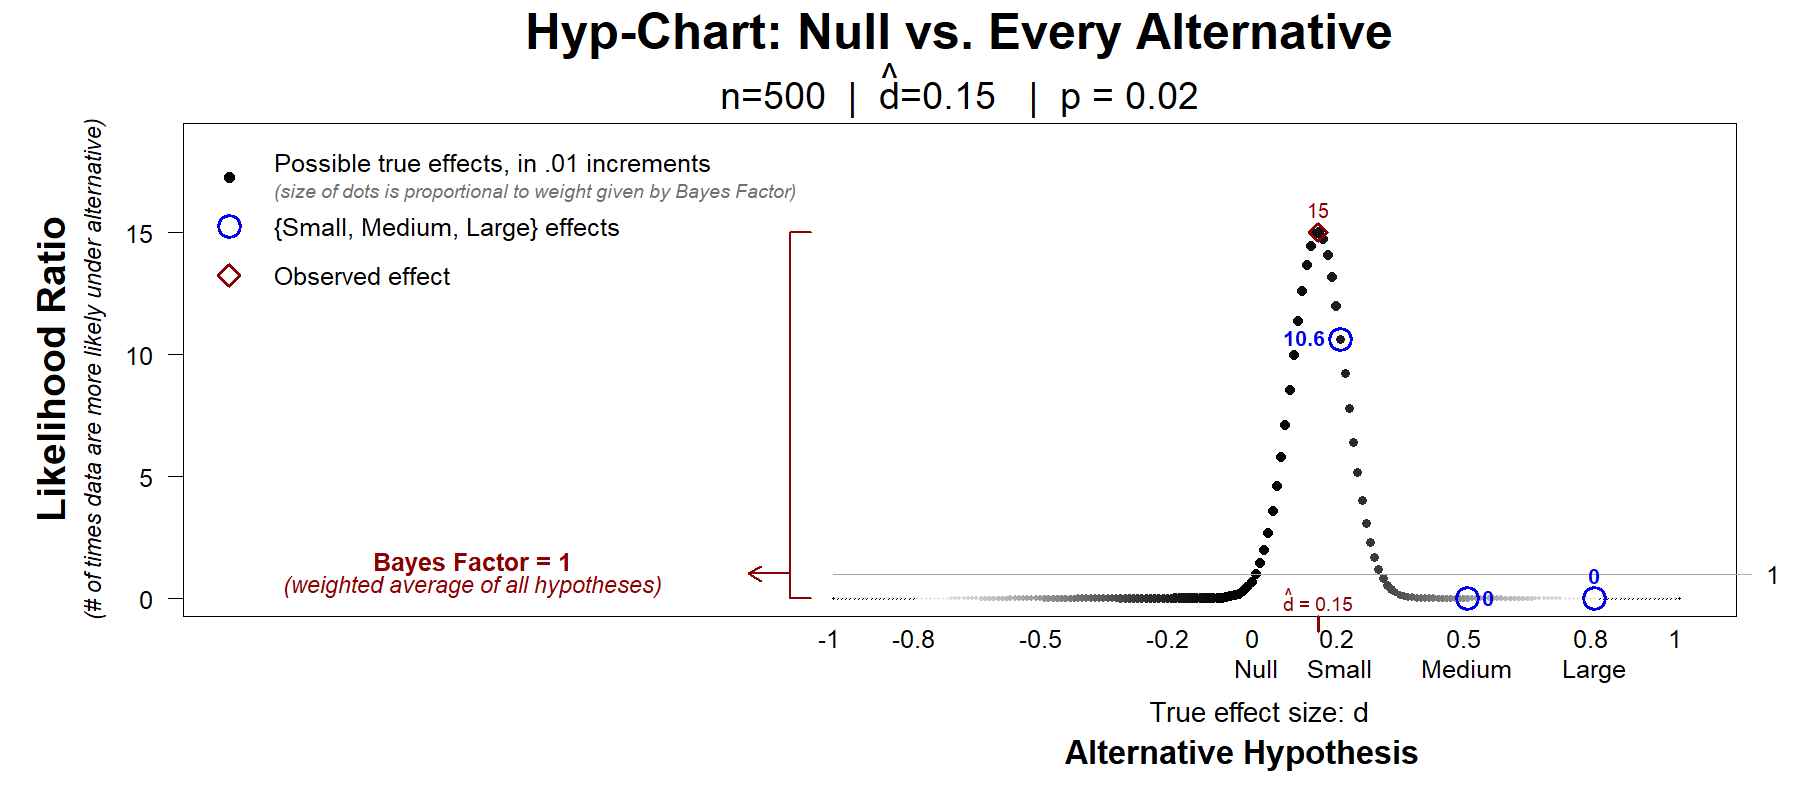 Hyp-Chart: Null vs. Every Alternative
n=500 | d̂=0.15 | p = 0.02
Possible true effects, in .01 increments
(size of dots is proportional to weight given by Bayes Factor)
{Small, Medium, Large} effects
Observed effect
Likelihood Ratio
(# of times data are more likely under alternative)
15
10
5
0
15
10.6
Bayes Factor = 1
(weighted average of all hypotheses)
1
0
0
d̂ = 0.15
-1 -0.8 -0.5 -0.2 0 0.2 0.5 0.8 1
Null Small Medium Large
True effect size: d
Alternative Hypothesis